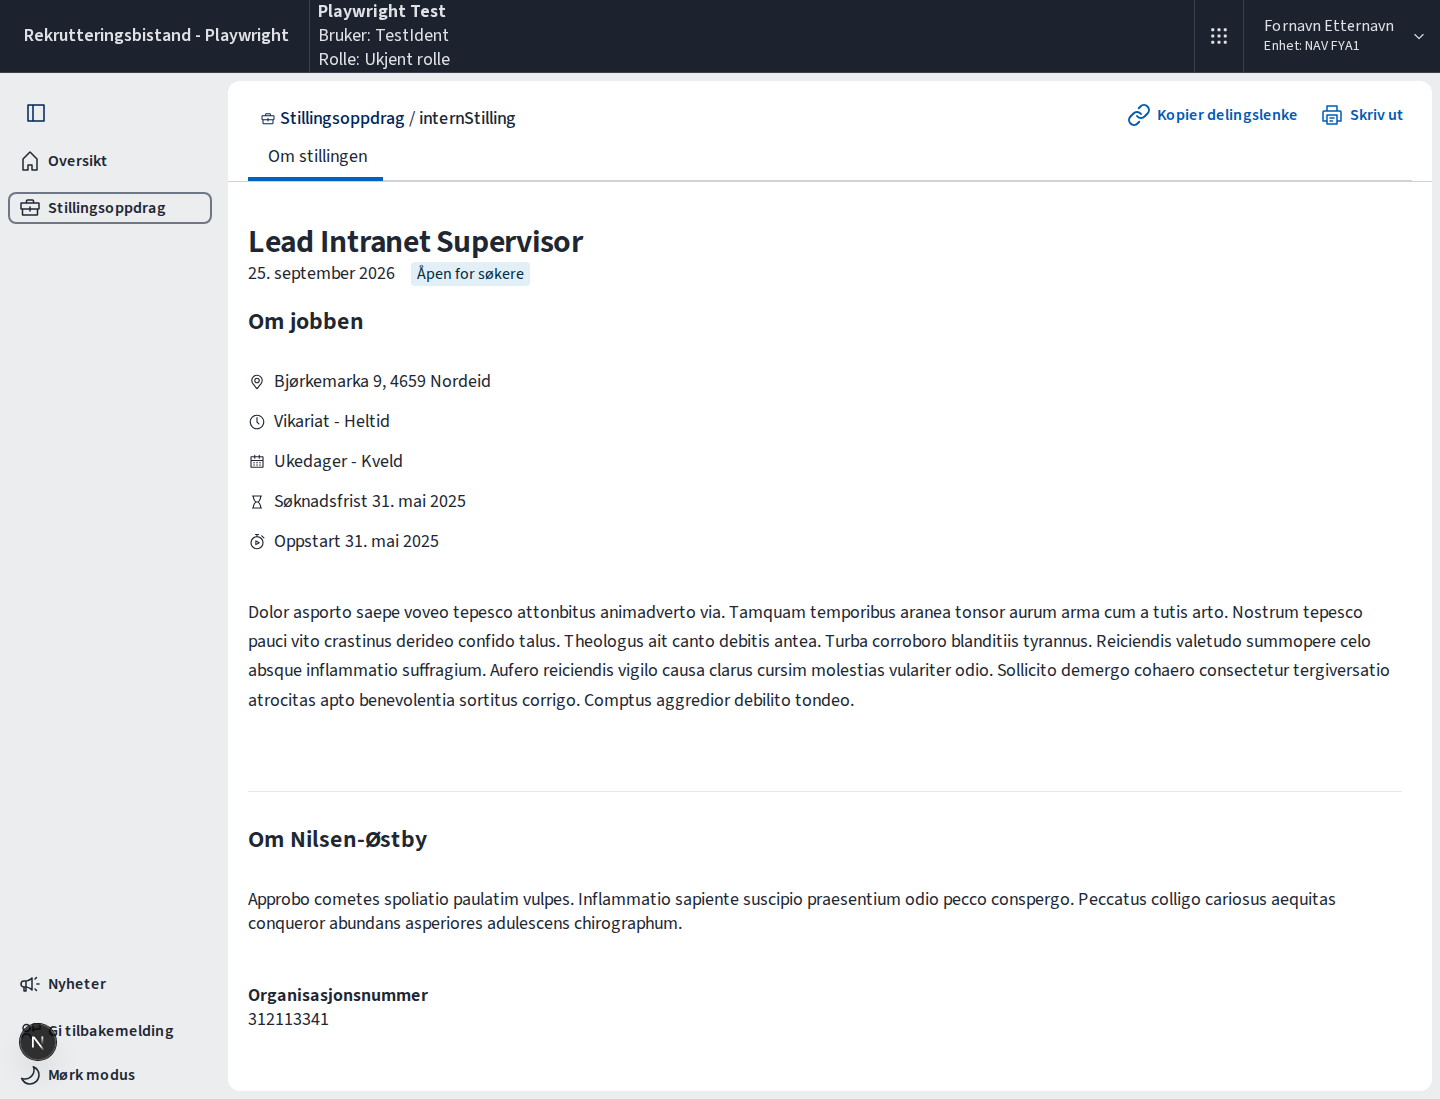 Rekrutteringsbistand - Playwright
Playwright Test
Bruker: TestIdent
Rolle: Ukjent rolle
Fornavn Etternavn
Enhet: NAV FYA1
Oversikt
Stillingsoppdrag
Stillingsoppdrag / internStilling
Kopier delingslenke
Skriv ut
Om stillingen
Lead Intranet Supervisor
25. september 2026
Åpen for søkere
Om jobben
Bjørkemarka 9, 4659 Nordeid
Vikariat - Heltid
Ukedager - Kveld
Søknadsfrist 31. mai 2025
Oppstart 31. mai 2025
Dolor asporto saepe voveo tepesco attonbitus animadverto via. Tamquam temporibus aranea tonsor aurum arma cum a tutis arto. Nostrum tepesco
pauci vito crastinus derideo confido talus. Theologus ait canto debitis antea. Turba corroboro blanditiis tyrannus. Reiciendis valetudo summopere celo
absque inflammatio suffragium. Aufero reiciendis vigilo causa clarus cursim molestias vulariter odio. Sollicito demergo cohaero consectetur tergiversatio
atrocitas apto benevolentia sortitus corrigo. Comptus aggredior debilito tondeo.
Om Nilsen-Østby
Approbo cometes spoliatio paulatim vulpes. Inflammatio sapiente suscipio praesentium odio pecco conspergo. Peccatus colligo cariosus aequitas
conqueror abundans asperiores adulescens chirographum.
Organisasjonsnummer
312113341
Nyheter
Gi tilbakemelding
N
Mørk modus